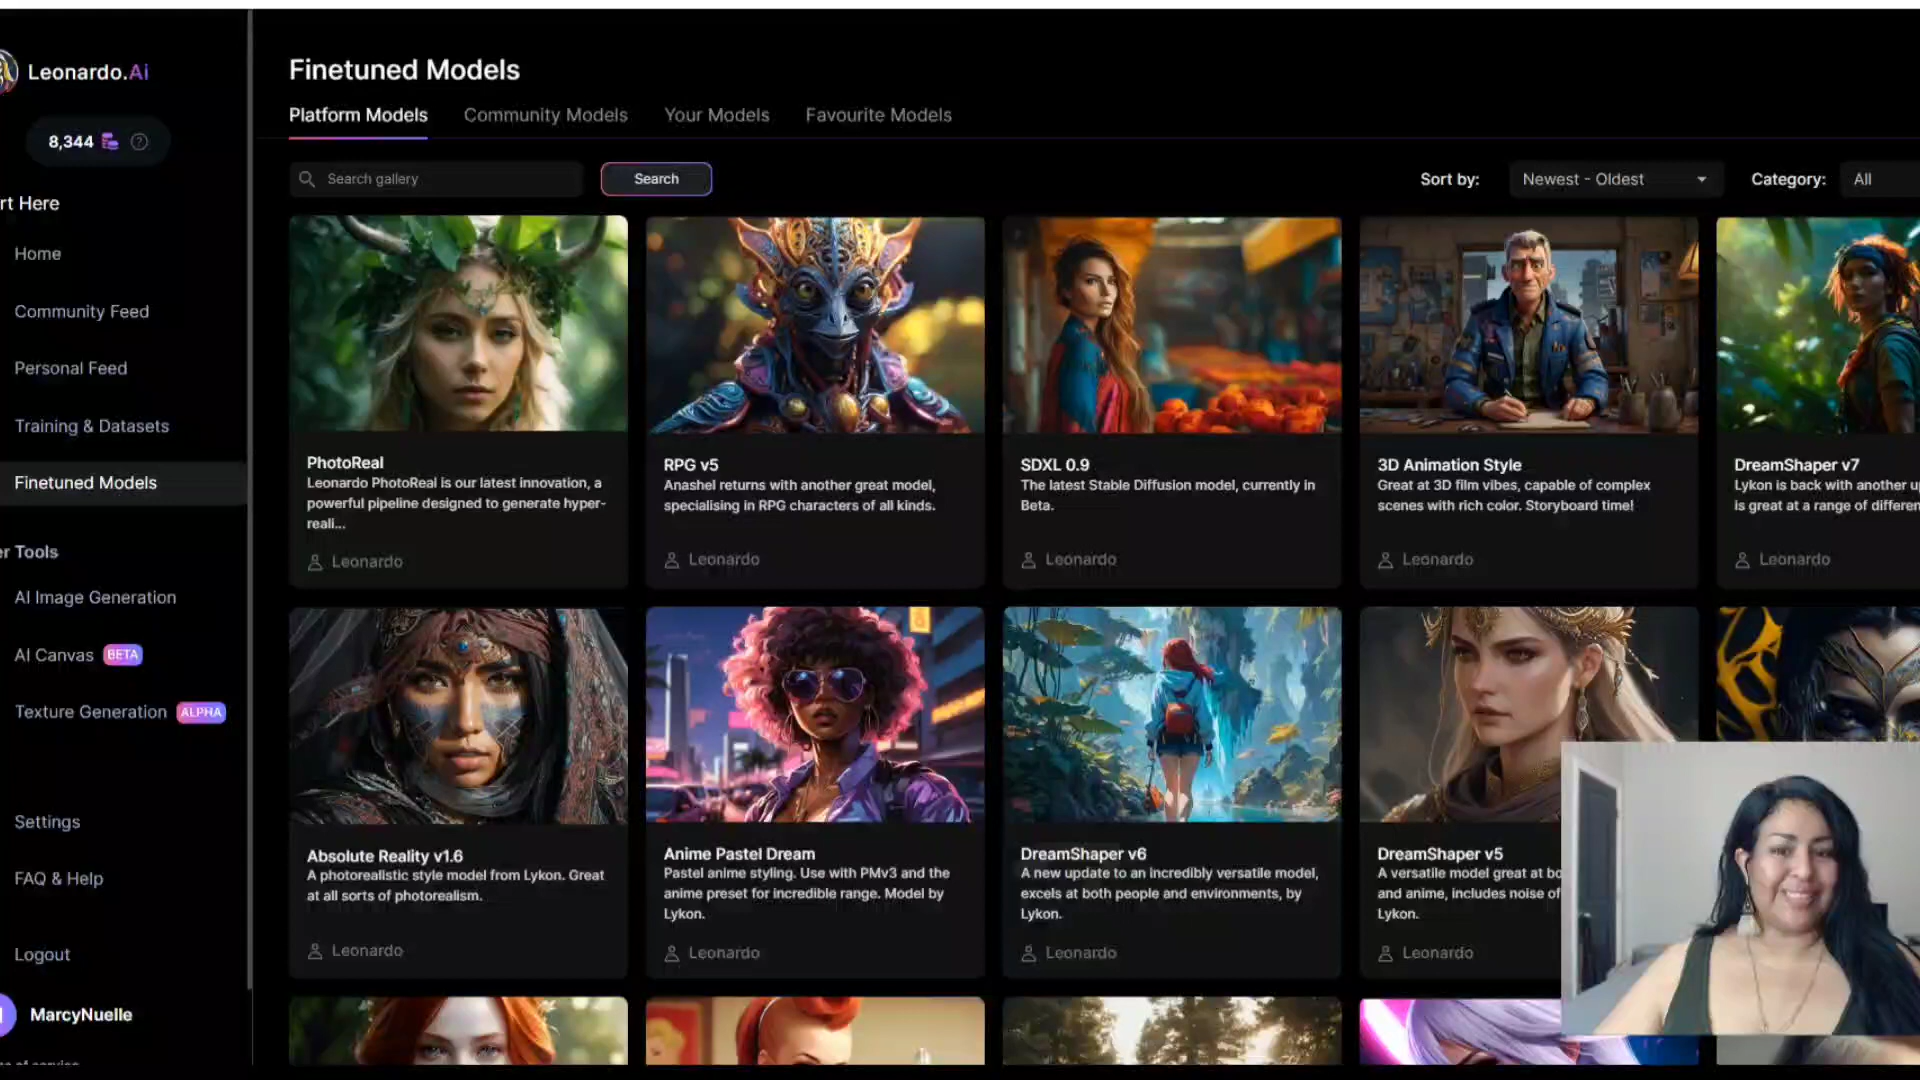 Leonardo.Ai
8,344
rt Here
Home
Community Feed
Personal Feed
Training & Datasets
Finetuned Models
er Tools
AI Image Generation
AI Canvas BETA
Texture Generation ALPHA
Settings
FAQ & Help
Logout
MarcyNuelle
Finetuned Models
Platform Models Community Models Your Models Favourite Models
Search gallery Search Sort by: Newest - Oldest Category: All
PhotoReal
Leonardo PhotoReal is our latest innovation, a
powerful pipeline designed to generate hyper-
reali...
Leonardo
RPG v5
Anashel returns with another great model,
specialising in RPG characters of all kinds.
Leonardo
SDXL 0.9
The latest Stable Diffusion model, currently in
Beta.
Leonardo
3D Animation Style
Great at 3D film vibes, capable of complex
scenes with rich color. Storyboard time!
Leonardo
DreamShaper v7
Lykon is back with another u
is great at a range of differen
Leonardo
Absolute Reality v1.6
A photorealistic style model from Lykon. Great
at all sorts of photorealism.
Leonardo
Anime Pastel Dream
Pastel anime styling. Use with PMv3 and the
anime preset for incredible range. Model by
Lykon.
Leonardo
DreamShaper v6
A new update to an incredibly versatile model,
excels at both people and environments, by
Lykon.
Leonardo
DreamShaper v5
A versatile model great at bo
and anime, includes noise of
Lykon.
Leonardo